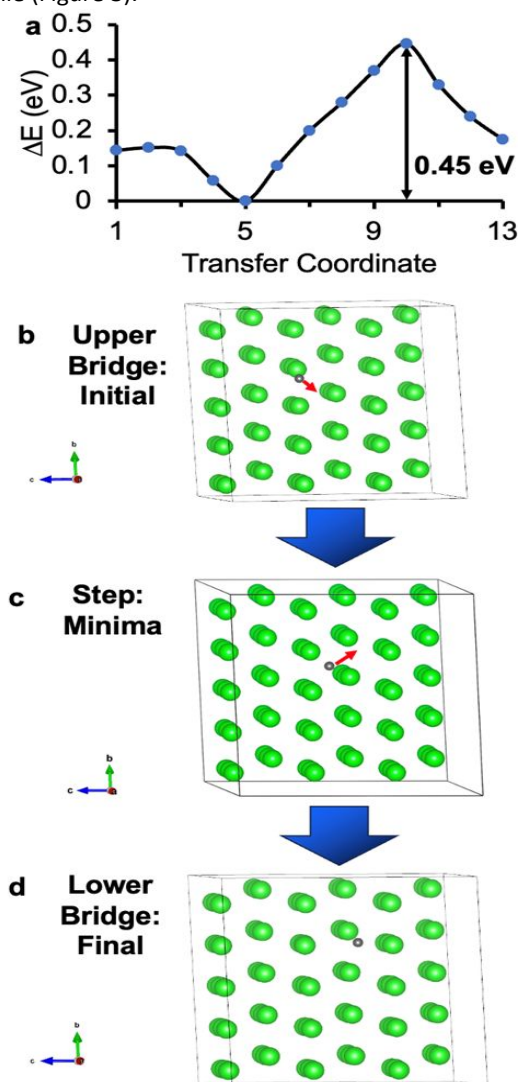 a
0.5
0.4
0.3
0.2
0.1
0
ΔE (eV)
0.45 eV
1 5 9 13
Transfer Coordinate
b Upper
Bridge:
Initial
b
c
c Step:
Minima
b
c
d Lower
Bridge:
Final
b
c